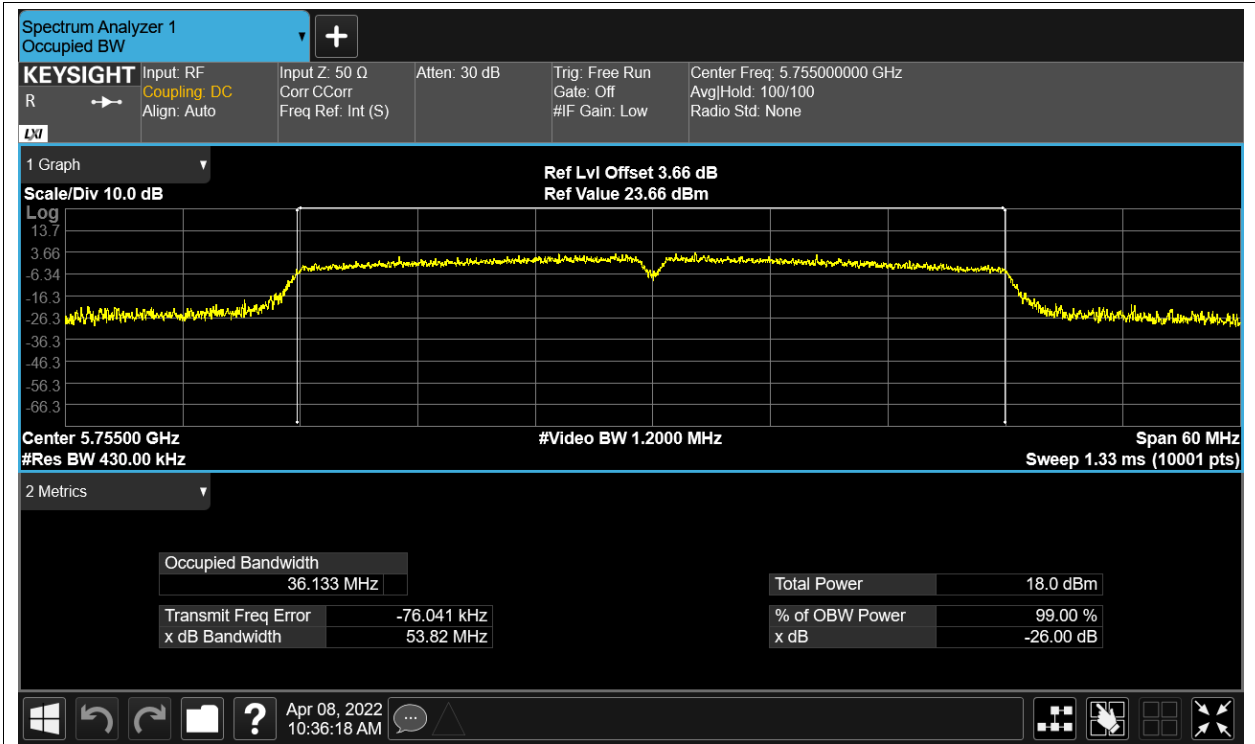 Spectrum Analyzer 1
Occupied BW
KEYSIGHT
R
LXI
Input: RF
Coupling: DC
Align: Auto
Input Z: 50 Ω
Corr CCorr
Freq Ref: Int (S)
Atten: 30 dB
Trig: Free Run
Gate: Off
#IF Gain: Low
Center Freq: 5.755000000 GHz
Avg|Hold: 100/100
Radio Std: None
1 Graph
Scale/Div 10.0 dB
Ref Lvl Offset 3.66 dB
Ref Value 23.66 dBm
Log
13.7
3.66
-6.34
-16.3
-26.3
-36.3
-46.3
-56.3
-66.3
Center 5.75500 GHz
#Video BW 1.2000 MHz
Span 60 MHz
#Res BW 430.00 kHz
Sweep 1.33 ms (10001 pts)
2 Metrics
Occupied Bandwidth
36.133 MHz
Total Power 18.0 dBm
Transmit Freq Error -76.041 kHz
% of OBW Power 99.00 %
x dB Bandwidth 53.82 MHz
x dB -26.00 dB
?
Apr 08, 2022
10:36:18 AM